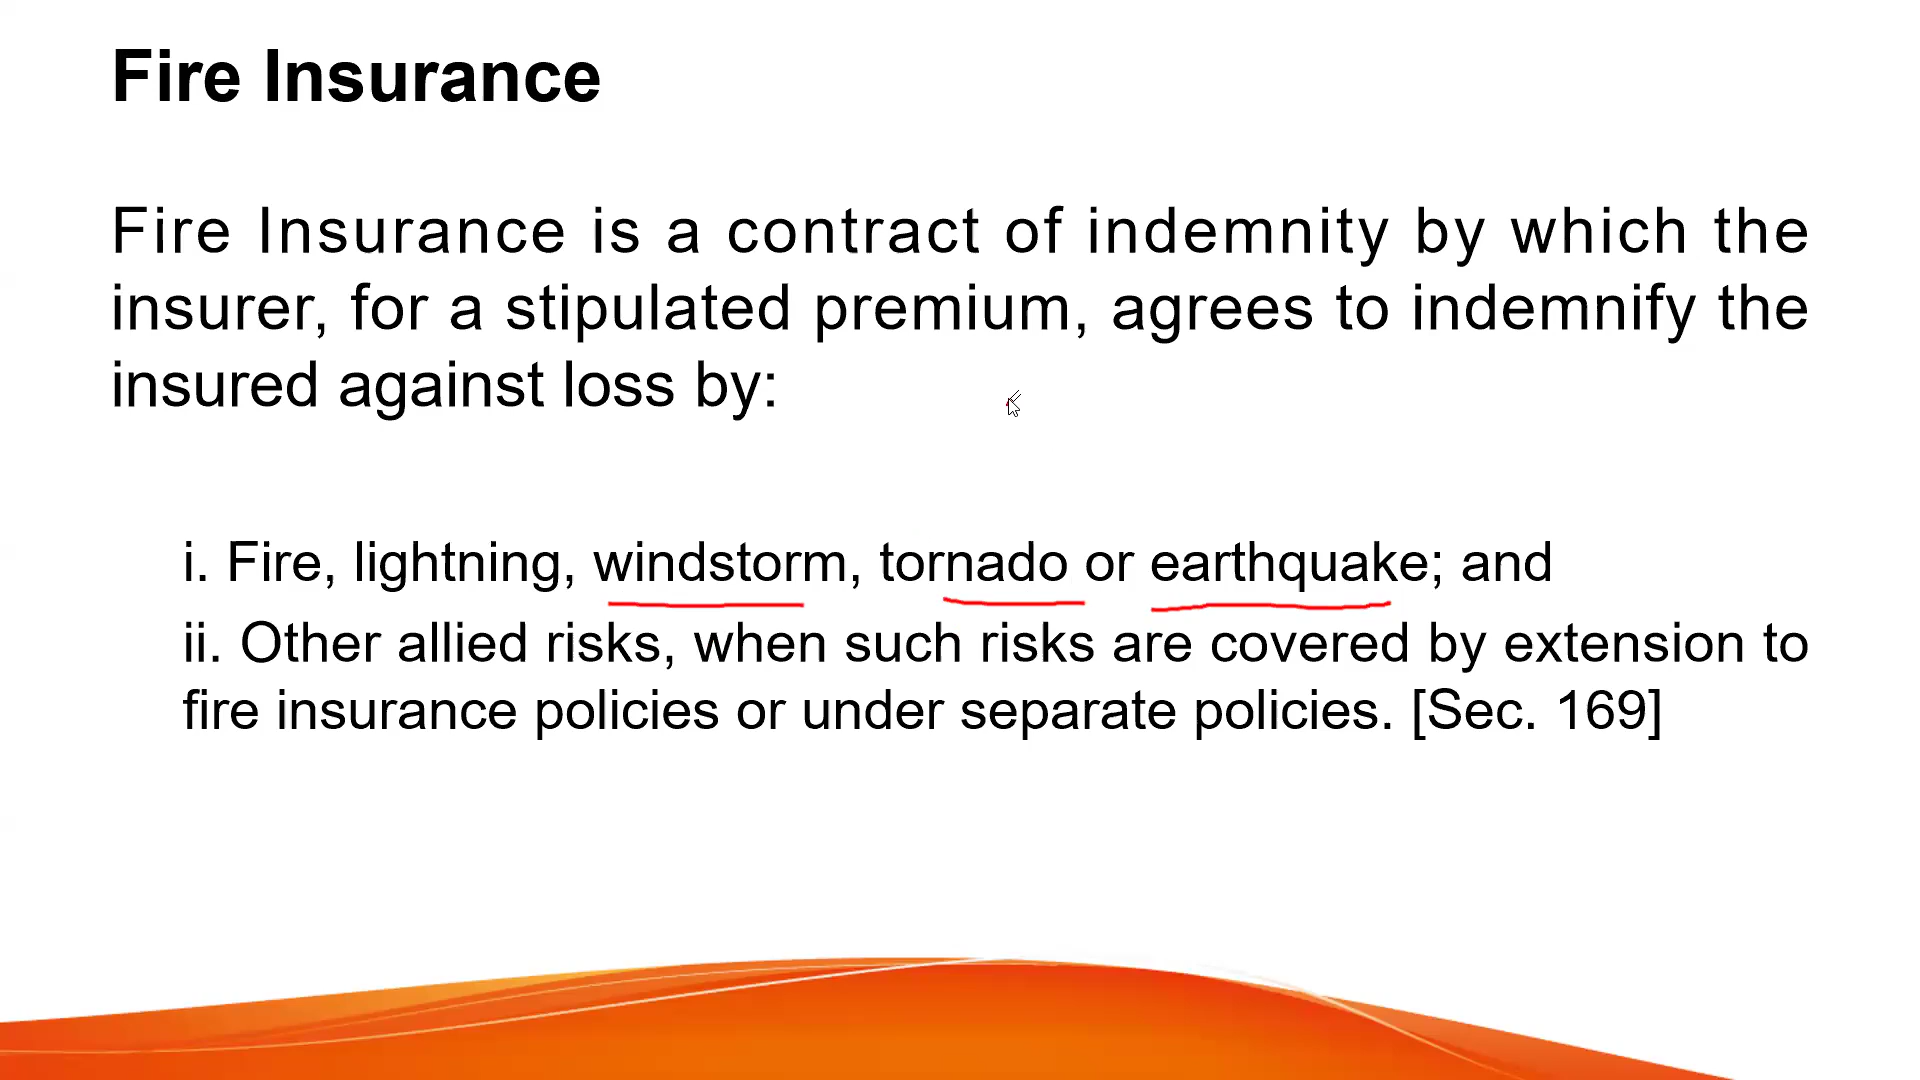 Fire Insurance
Fire Insurance is a contract of indemnity by which the
insurer, for a stipulated premium, agrees to indemnify the
insured against loss by:
i. Fire, lightning, windstorm, tornado or earthquake; and
ii. Other allied risks, when such risks are covered by extension to
fire insurance policies or under separate policies. [Sec. 169]